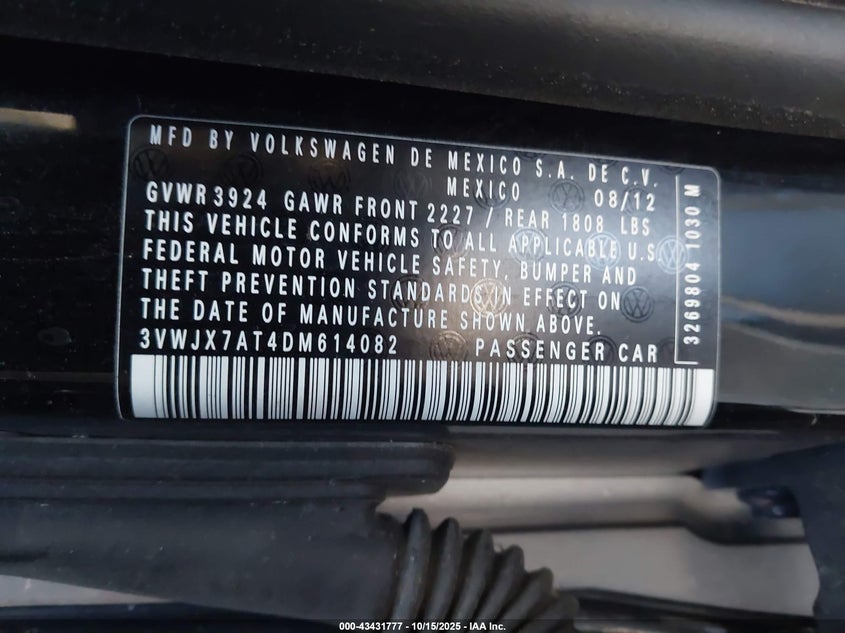 MFD BY VOLKSWAGEN DE MEXICO S.A. DE C.V.
MEXICO 08/12
GVWR 3924 GAWR FRONT 2227 / REAR 1808 LBS
THIS VEHICLE CONFORMS TO ALL APPLICABLE U.S.
FEDERAL MOTOR VEHICLE SAFETY, BUMPER AND
THEFT PREVENTION STANDARDS IN EFFECT ON
THE DATE OF MANUFACTURE SHOWN ABOVE.
3VWJX7AT4DM614082 PASSENGER CAR
3269804 1030 M
000-43431777 - 10/15/2025 - IAA Inc.